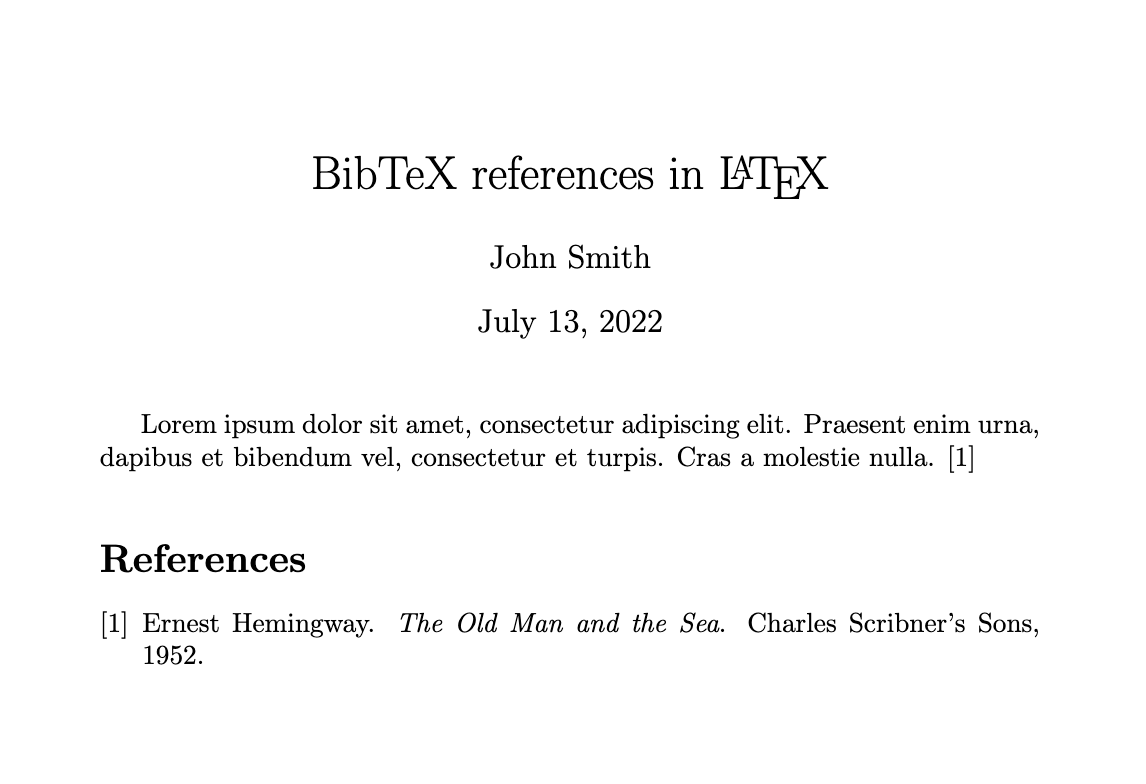 BibTeX references in LATEX
John Smith
July 13, 2022
Lorem ipsum dolor sit amet, consectetur adipiscing elit. Praesent enim urna,
dapibus et bibendum vel, consectetur et turpis. Cras a molestie nulla. [1]
References
[1] Ernest Hemingway. The Old Man and the Sea. Charles Scribner’s Sons,
1952.